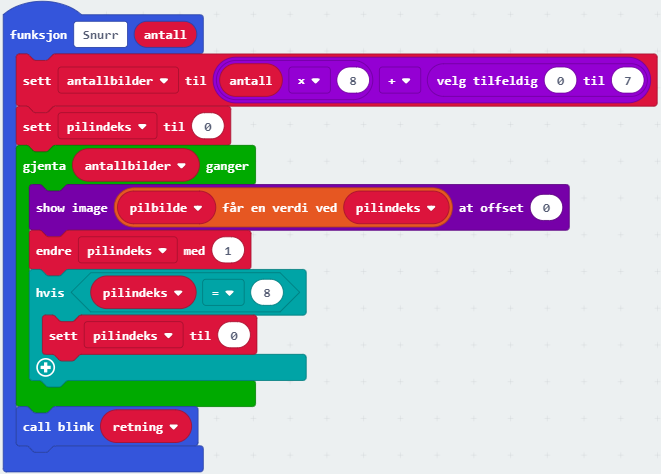 funksjon Snurr antall
sett antallbilder til antall × 8 + velg tilfeldig 0 til 7
sett pilindeks til 0
gjenta antallbilder ganger
show image pilbilde får en verdi ved pilindeks at offset 0
endre pilindeks med 1
hvis pilindeks = 8
sett pilindeks til 0
call blink retning